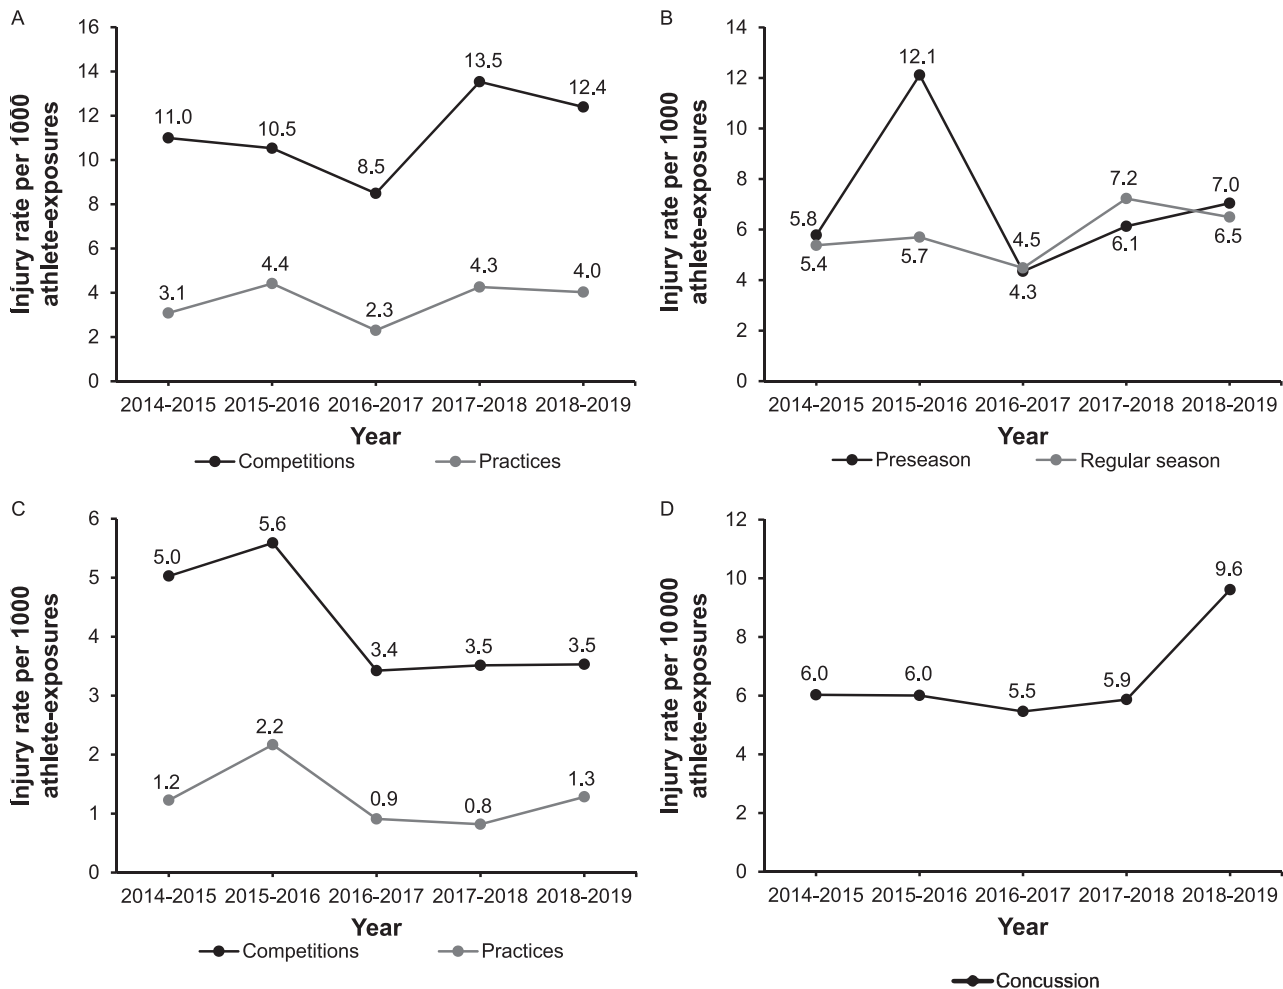 A
Injury rate per 1000
athlete-exposures
16
14
12
10
8
6
4
2
0
11.0
10.5
8.5
13.5
12.4
3.1
4.4
2.3
4.3
4.0
2014-2015 2015-2016 2016-2017 2017-2018 2018-2019
Year
Competitions Practices
B
Injury rate per 1000
athlete-exposures
14
12
10
8
6
4
2
0
5.8
12.1
4.3
6.1
7.0
5.4
5.7
4.5
7.2
6.5
2014-2015 2015-2016 2016-2017 2017-2018 2018-2019
Year
Preseason Regular season
C
Injury rate per 1000
athlete-exposures
6
5
4
3
2
1
0
5.0
5.6
3.4
3.5
3.5
1.2
2.2
0.9
0.8
1.3
2014-2015 2015-2016 2016-2017 2017-2018 2018-2019
Year
Competitions Practices
D
Injury rate per 10 000
athlete-exposures
12
10
8
6
4
2
0
6.0
6.0
5.5
5.9
9.6
2014-2015 2015-2016 2016-2017 2017-2018 2018-2019
Year
Concussion